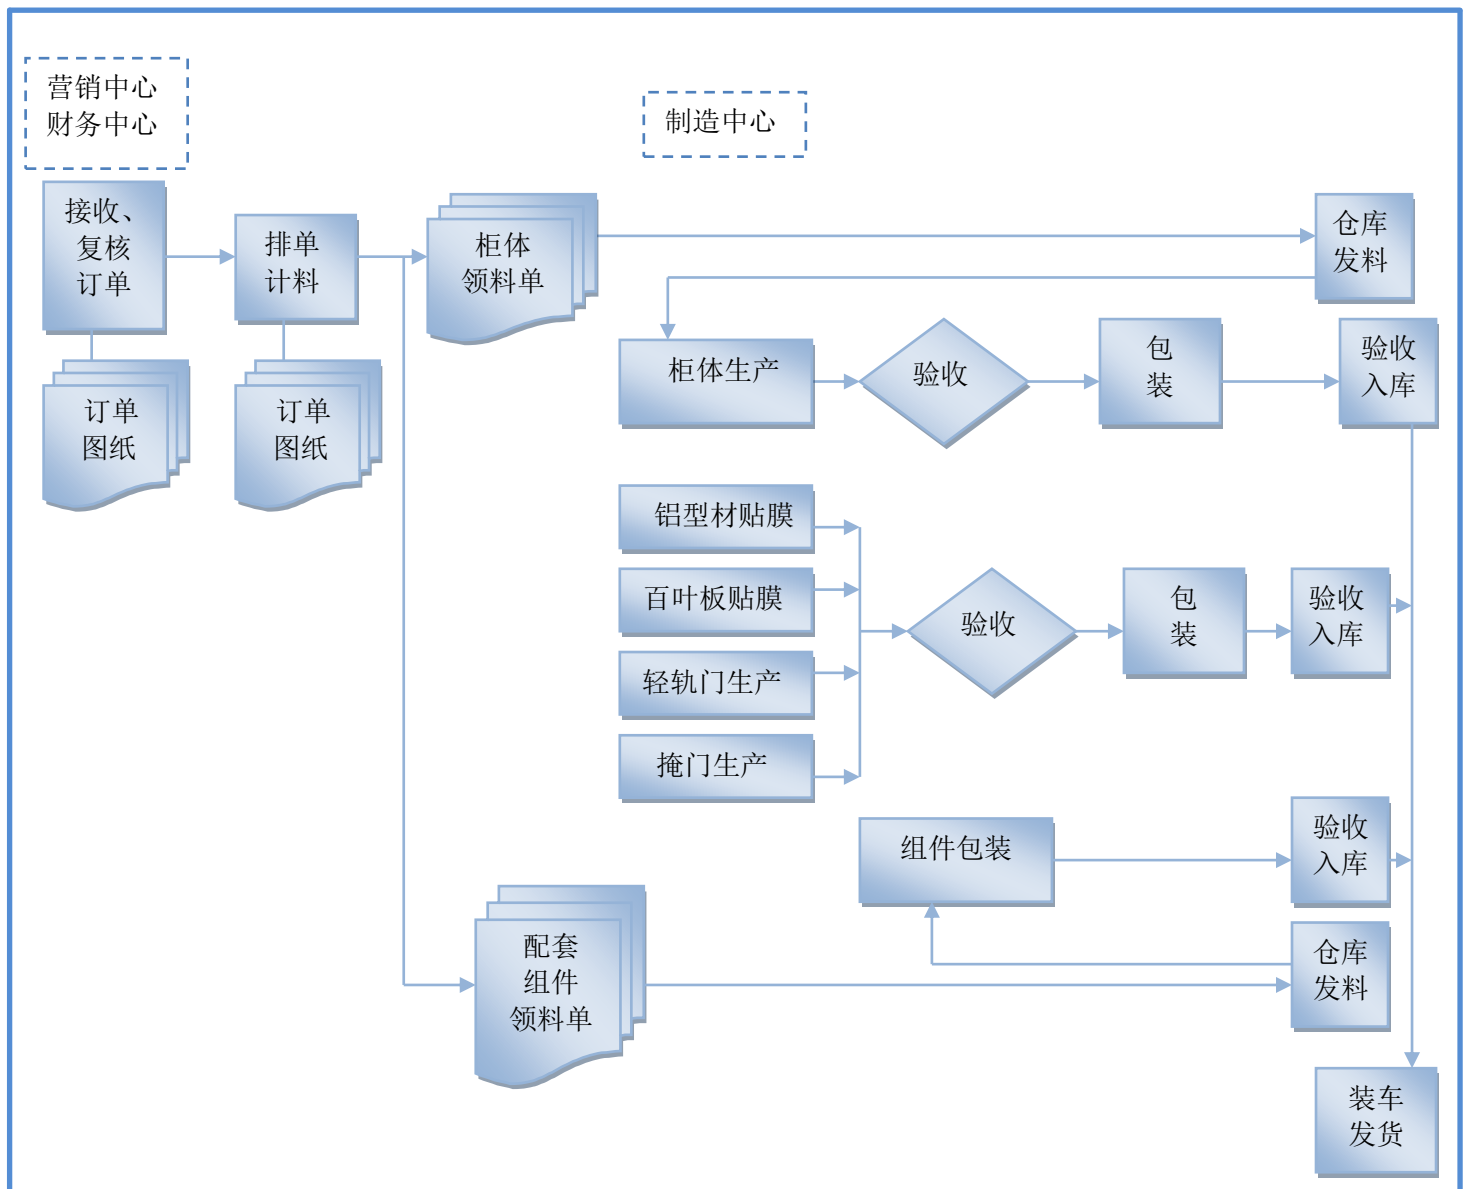 营销中心
财务中心
制造中心
接收、
复核
订单
排单
计料
柜体
领料单
仓库
发料
订单
图纸
订单
图纸
柜体生产
验收
包
装
验收
入库
铝型材贴膜
百叶板贴膜
轻轨门生产
掩门生产
验收
包
装
验收
入库
组件包装
验收
入库
配套
组件
领料单
仓库
发料
装车
发货